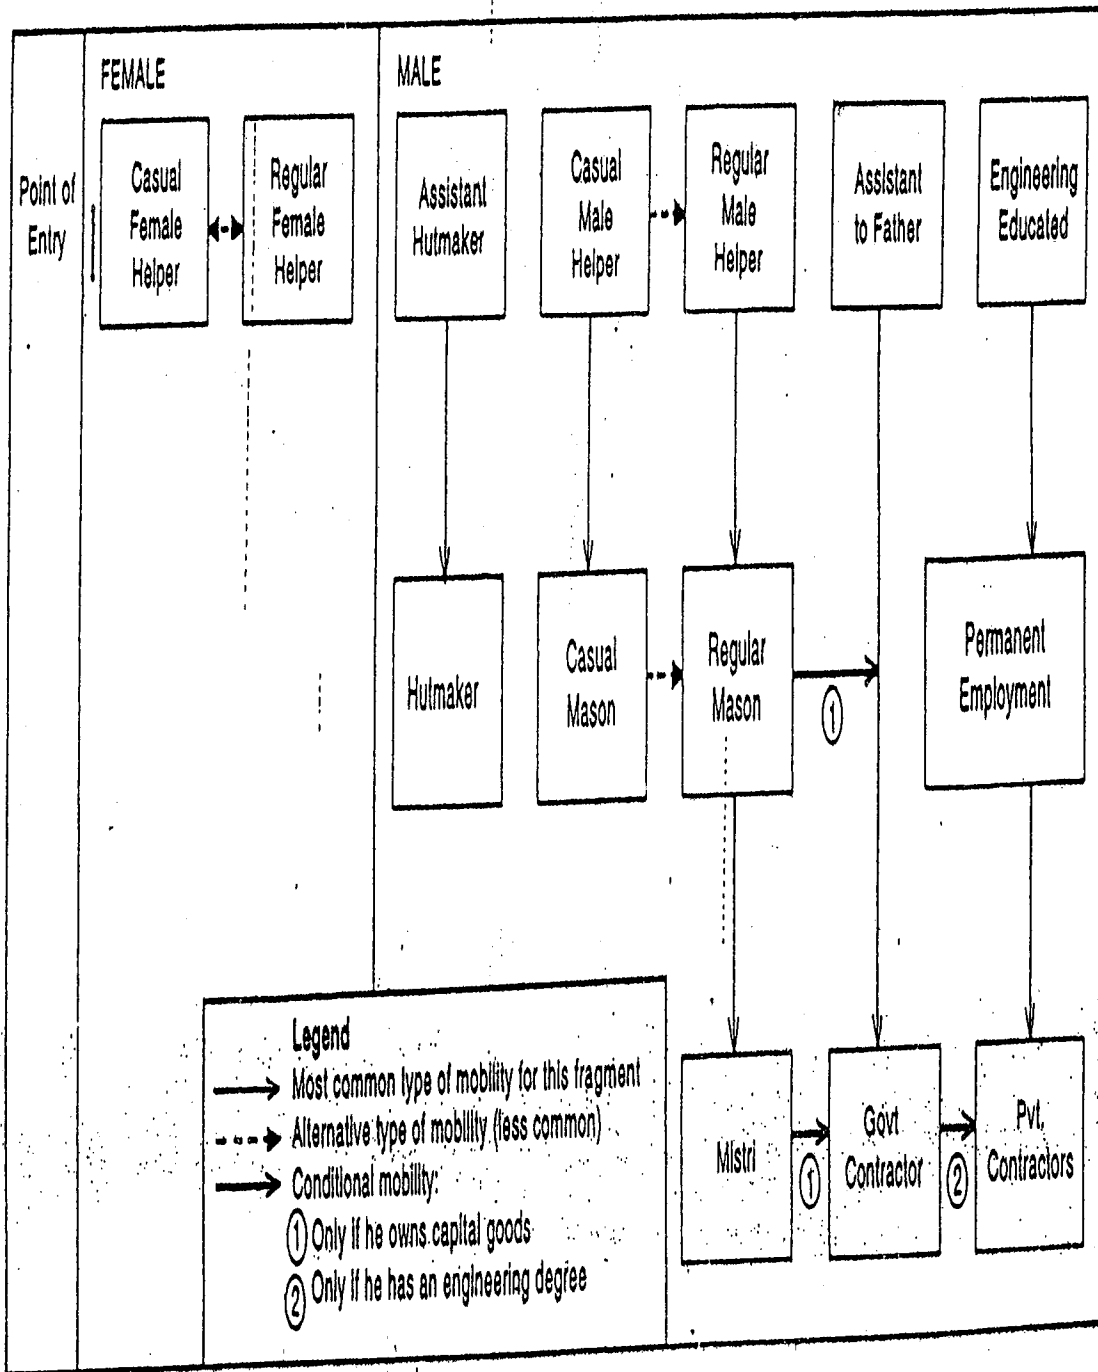 FEMALE
MALE
Point of
Entry
Casual
Female
Helper
Regular
Female
Helper
Assistant
Hutmaker
Casual
Male
Helper
Regular
Male
Helper
Assistant
to Father
Engineering
Educated
Hutmaker
Casual
Mason
Regular
Mason
1
Permanent
Employment
Legend
Most common type of mobility for this fragment
Alternative type of mobility (less common)
Conditional mobility:
1 Only if he owns capital goods
2 Only if he has an engineering degree
Mistri
1
Govt
Contractor
2
Pvt.
Contractors